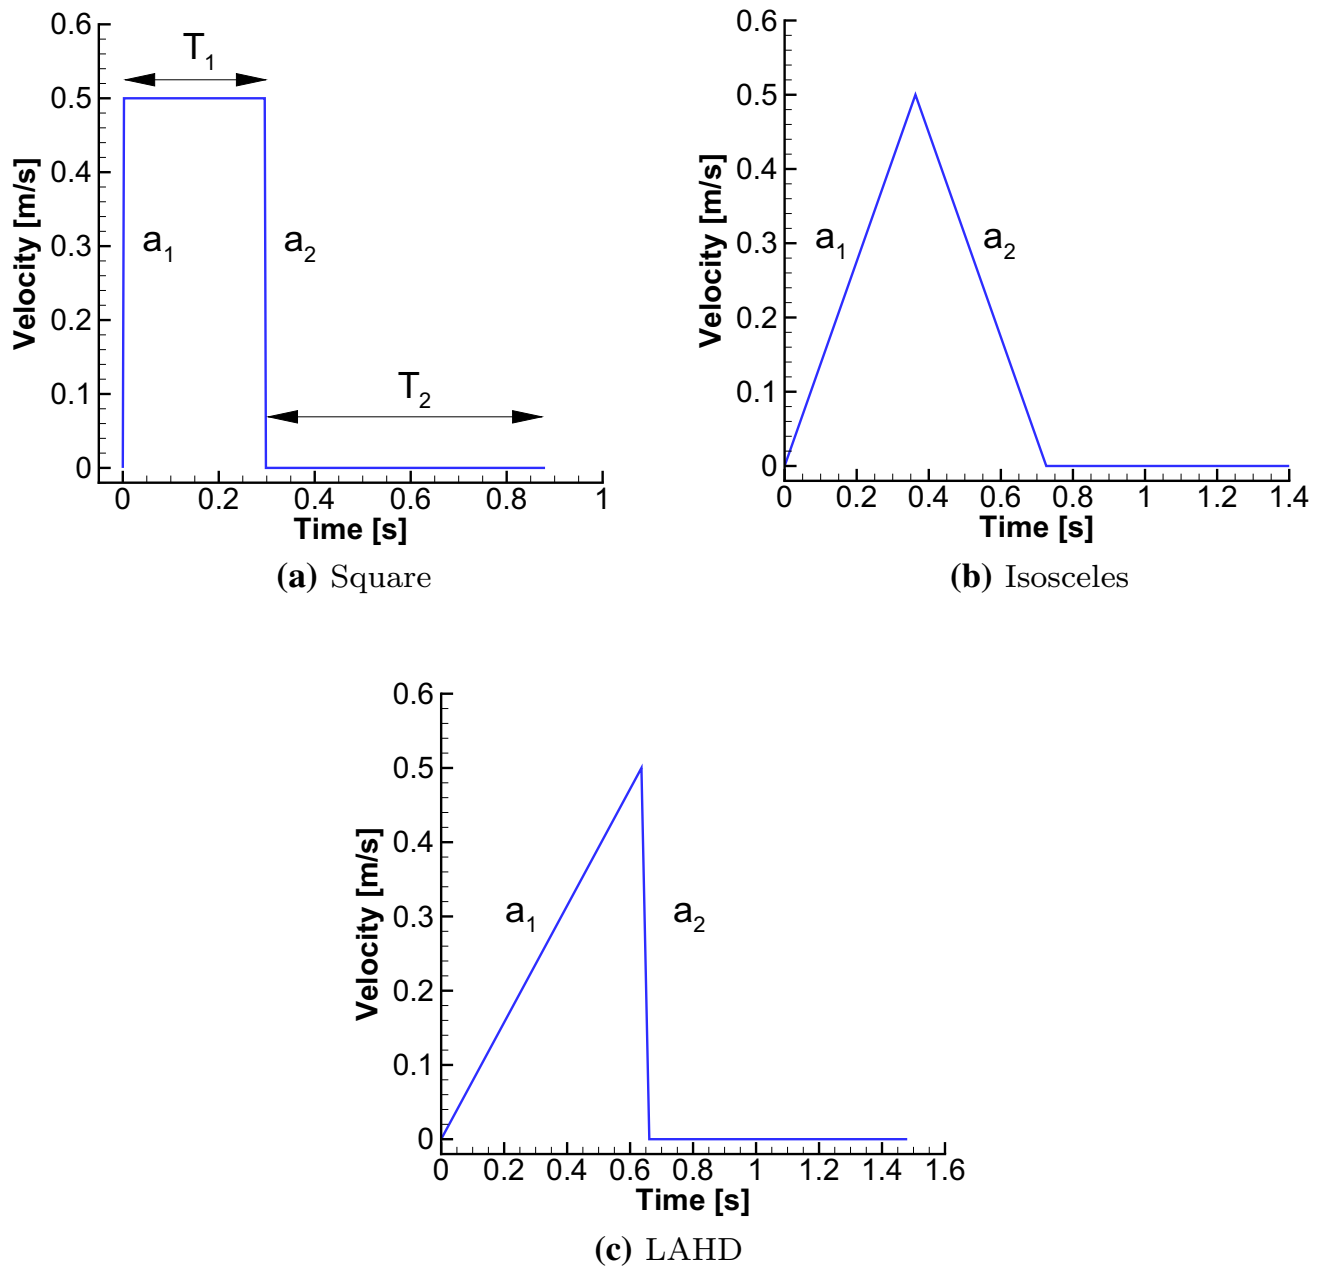 0.6
T1
0.5
0.4
Velocity [m/s]
a1
a2
0.3
0.2
T2
0.1
0
0 0.2 0.4 0.6 0.8 1
Time [s]
(a) Square
0.6
0.5
0.4
Velocity [m/s]
a1
a2
0.3
0.2
0.1
0
0 0.2 0.4 0.6 0.8 1 1.2 1.4
Time [s]
(b) Isosceles
0.6
0.5
0.4
Velocity [m/s]
a1
a2
0.3
0.2
0.1
0
0 0.2 0.4 0.6 0.8 1 1.2 1.4 1.6
Time [s]
(c) LAHD